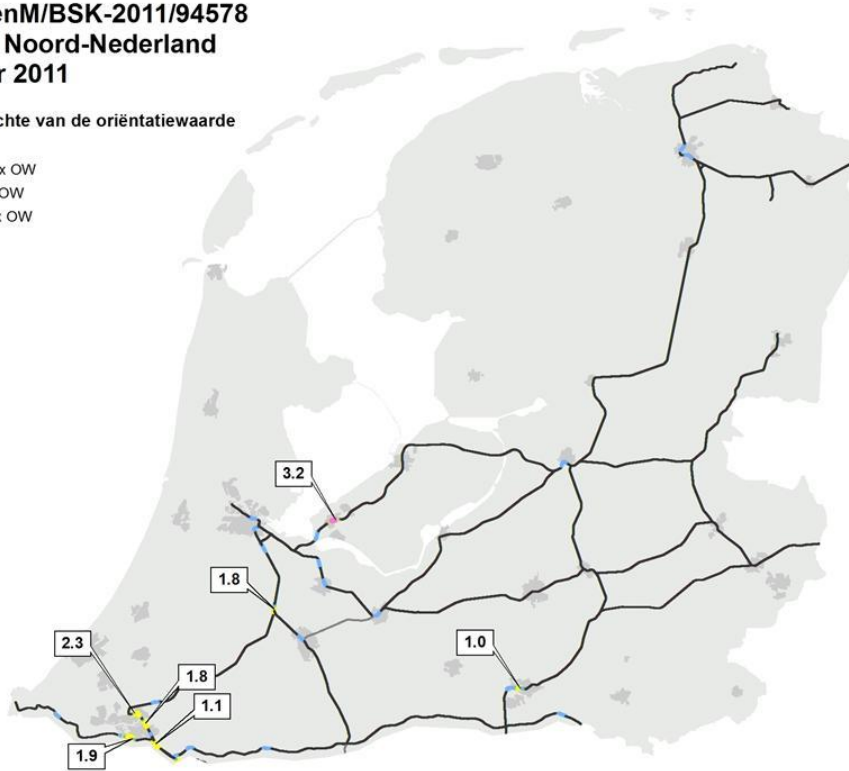 enM/BSK-2011/94578
Noord-Nederland
r 2011
chte van de oriëntatiewaarde
x OW
OW
x OW
3.2
1.8
2.3
1.8
1.1
1.9
1.0